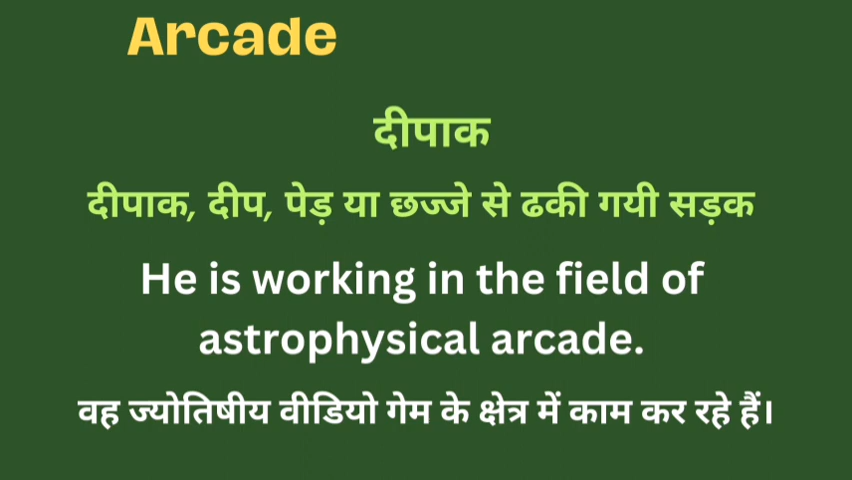 Arcade
दीपाक
दीपाक, दीप, पेड़ या छज्जे से ढकी गयी सड़क
He is working in the field of
astrophysical arcade.
वह ज्योतिषीय वीडियो गेम के क्षेत्र में काम कर रहे हैं।